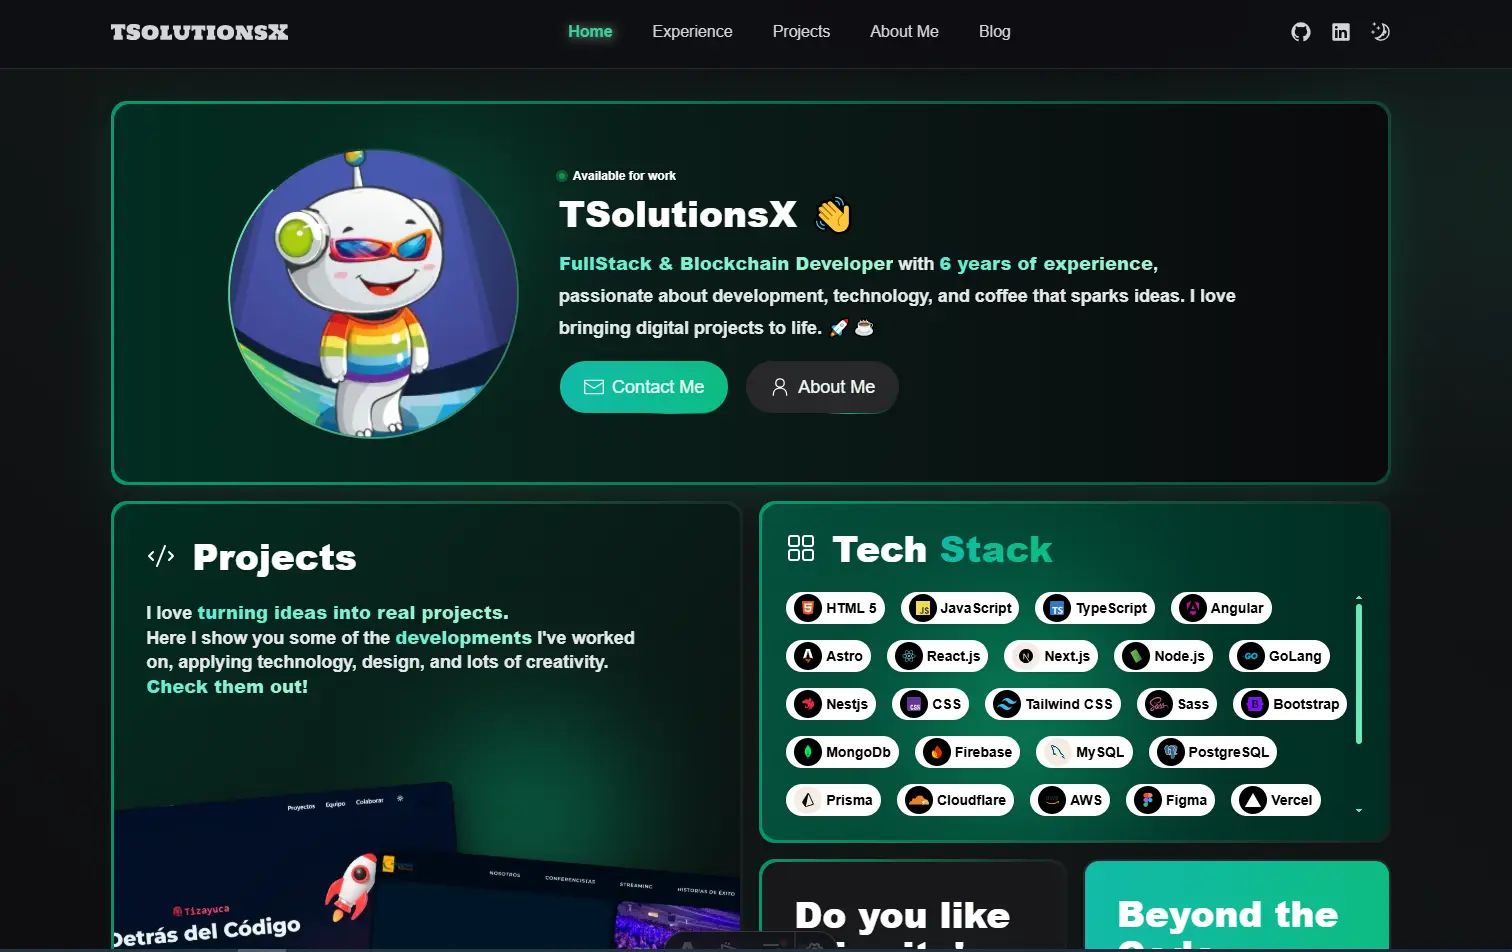 TSOLUTIONSX
Home
Experience
Projects
About Me
Blog
Available for work
TSolutionsX 👋
FullStack & Blockchain Developer with 6 years of experience,
passionate about development, technology, and coffee that sparks ideas. I love
bringing digital projects to life. 🚀 ☕
Contact Me
About Me
Projects
I love turning ideas into real projects.
Here I show you some of the developments I've worked
on, applying technology, design, and lots of creativity.
Check them out!
Proyectos Equipo Colaborar
Tizayuca
Detrás del Código
NOSOTROS CONFERENCISTAS STREAMING HISTORIAS DE ÉXITO
Tech Stack
HTML 5
JavaScript
TypeScript
Angular
Astro
React.js
Next.js
Node.js
GoLang
Nestjs
CSS
Tailwind CSS
Sass
Bootstrap
MongoDb
Firebase
MySQL
PostgreSQL
Prisma
Cloudflare
AWS
Figma
Vercel
Do you like
Beyond the